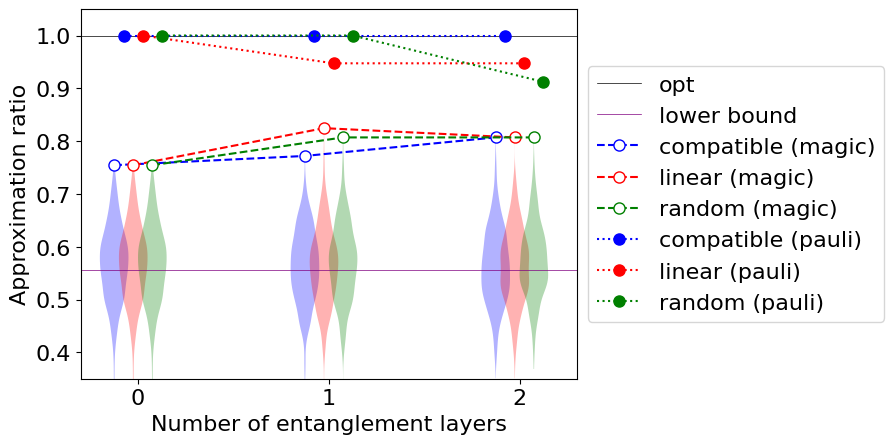 1.0
0.9
0.8
0.7
0.6
0.5
0.4
Approximation ratio
0
1
2
Number of entanglement layers
opt
lower bound
compatible (magic)
linear (magic)
random (magic)
compatible (pauli)
linear (pauli)
random (pauli)